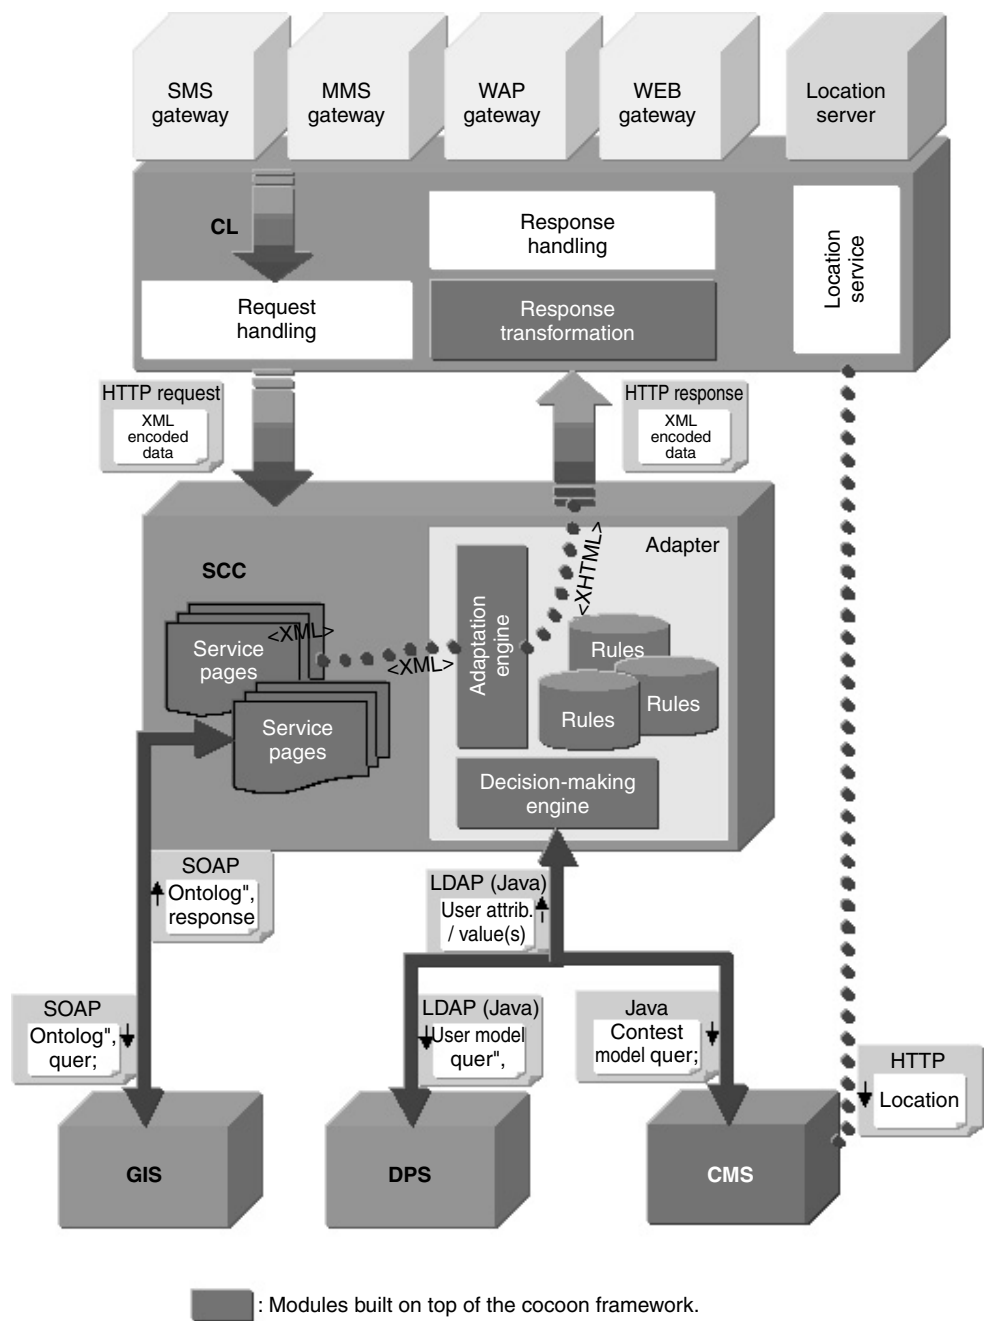 SMS
gateway
MMS
gateway
WAP
gateway
WEB
gateway
Location
server
CL
Response
handling
Location
service
Request
handling
Response
transformation
HTTP request
XML
encoded
data
HTTP response
XML
encoded
data
SCC
Adapter
<XHTML>
Adaptation
engine
Service
pages
<XML>
<XML>
Rules
Rules
Rules
Service
pages
Decision-making
engine
SOAP
Ontolog",
response
LDAP (Java)
User attrib.
/ value(s)
SOAP
Ontolog",
quer;
LDAP (Java)
User model
quer",
Java
Contest
model quer;
HTTP
Location
GIS
DPS
CMS
: Modules built on top of the cocoon framework.